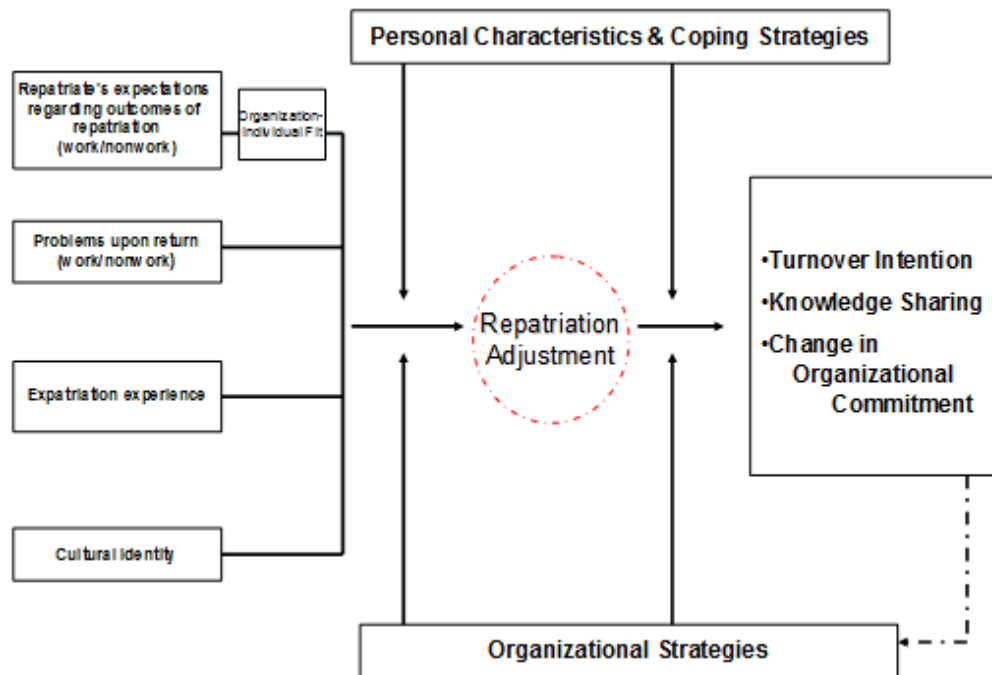 Personal Characteristics & Coping Strategies
Repatriate's expectations
regarding outcomes of
repatriation
(work/nonwork)
Organization-
Individual Fit
Problems upon return
(work/nonwork)
Expatriation experience
Cultural Identity
Repatriation
Adjustment
•Turnover Intention
•Knowledge Sharing
•Change in
Organizational
Commitment
Organizational Strategies